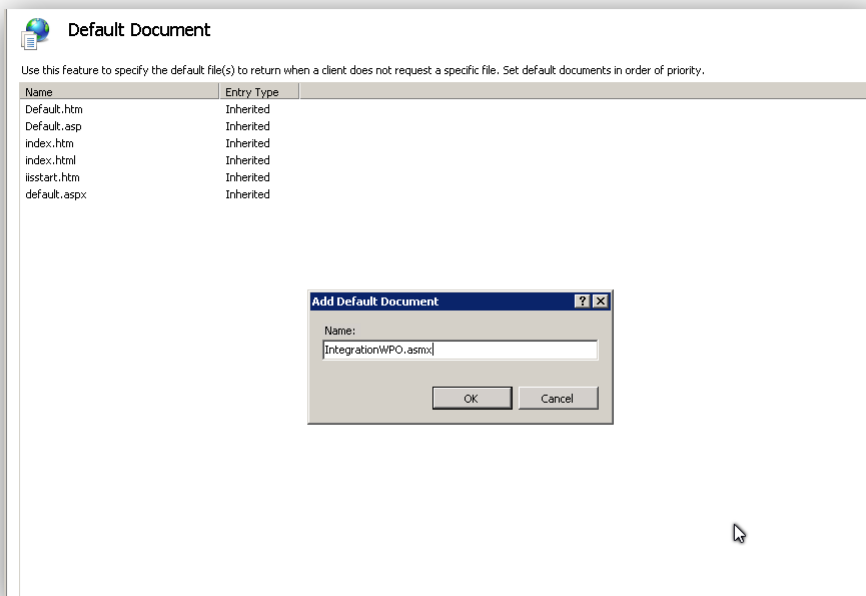 Default Document
Use this feature to specify the default file(s) to return when a client does not request a specific file. Set default documents in order of priority.
Name Entry Type
Default.htm Inherited
Default.asp Inherited
index.htm Inherited
index.html Inherited
iisstart.htm Inherited
default.aspx Inherited
Add Default Document
Name:
IntegrationWPO.asmx
OK Cancel